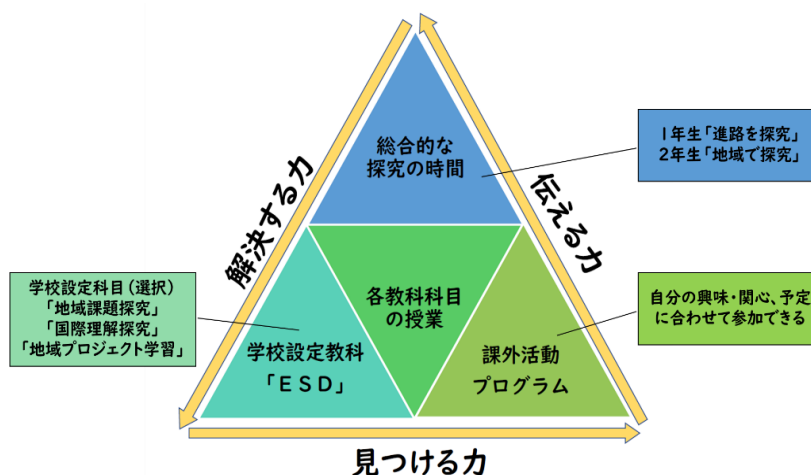 総合的な
探究の時間
1年生「進路を探究」
2年生「地域で探究」
解決する力
伝える力
学校設定科目(選択)
「地域課題探究」
「国際理解探究」
「地域プロジェクト学習」
各教科科目
の授業
自分の興味・関心、予定
に合わせて参加できる
学校設定教科
「ESD」
課外活動
プログラム
見つける力